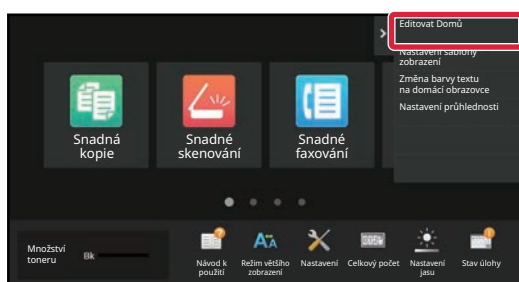 Editovat Domů
Nastavení šablony
zobrazení
Změna barvy textu
na domácí obrazovce
Nastavení průhlednosti
Snadná
kopie
Snadné
skenování
Snadné
faxování
Množství
toneru
Bk
Návod k
použití
Režim většího
zobrazení
Nastavení
Celkový počet
Nastavení
jasu
Stav úlohy